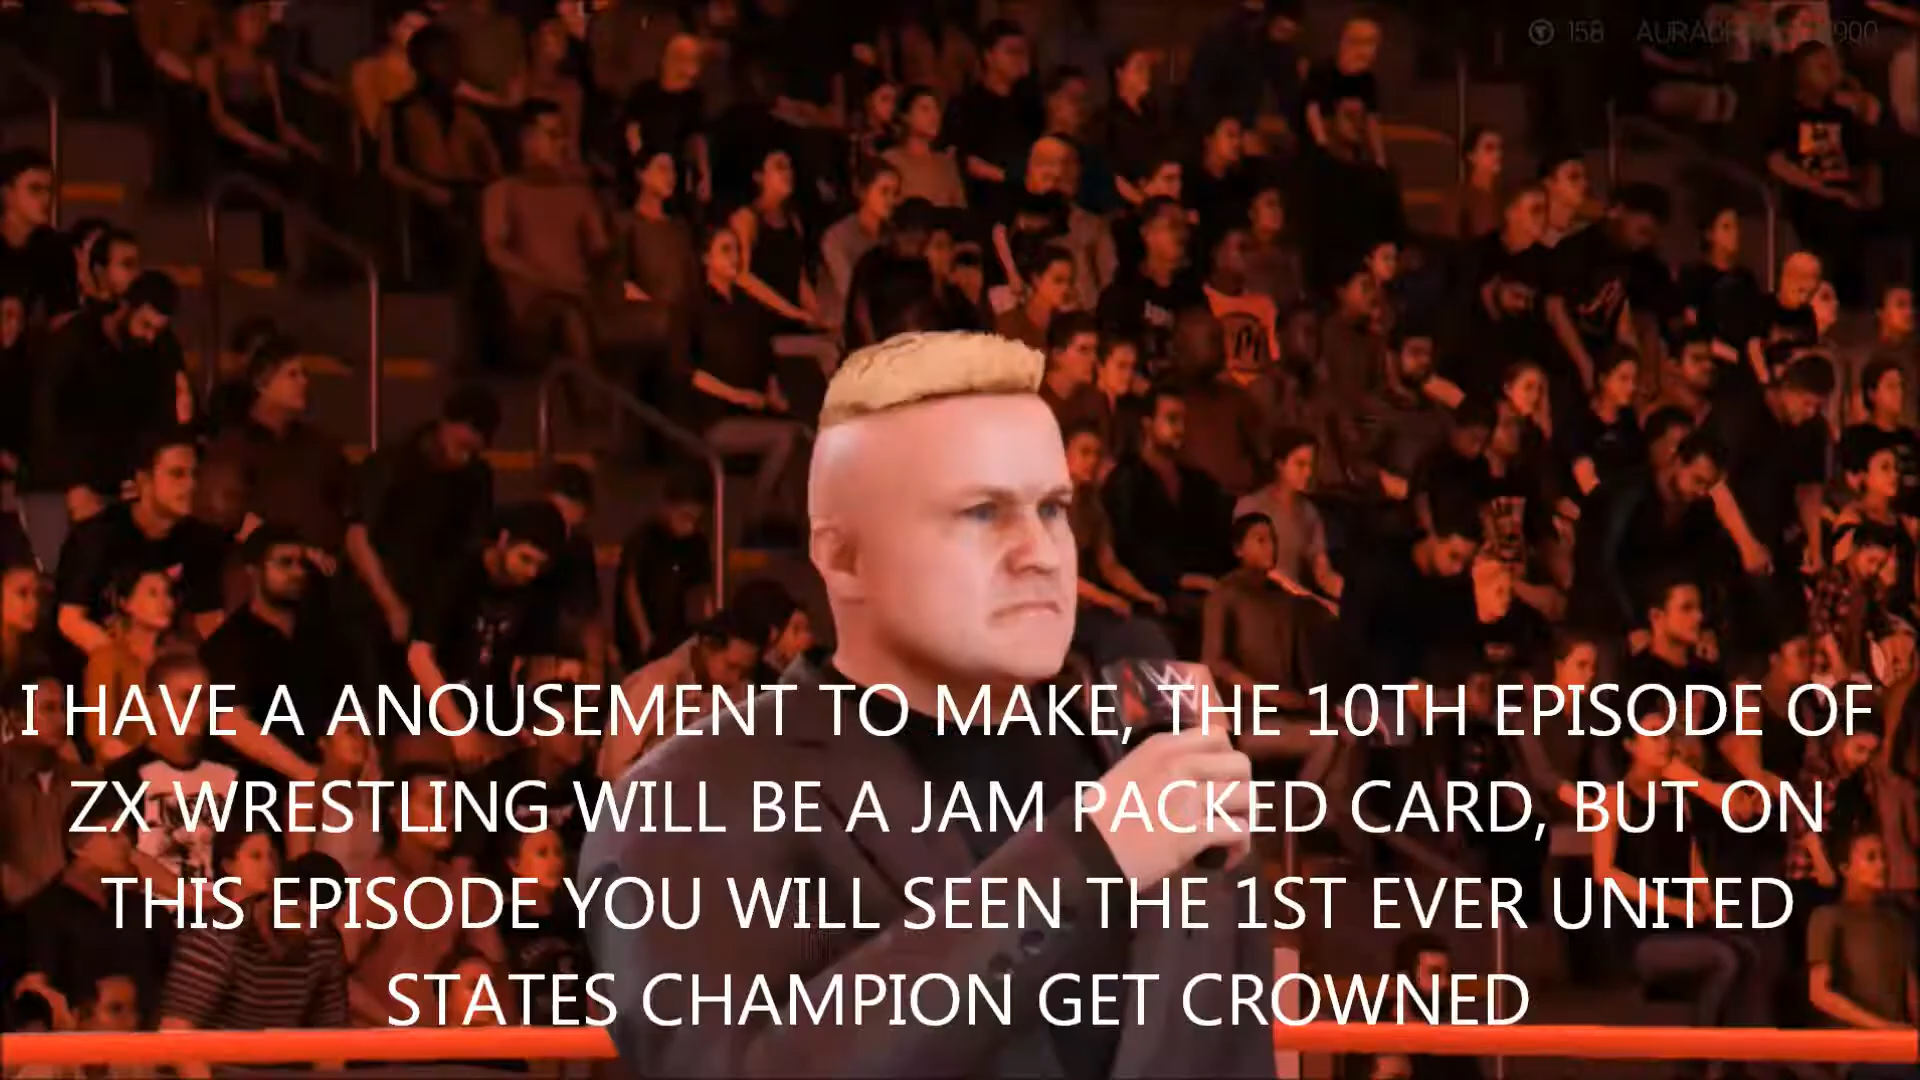 158
I HAVE A ANOUSEMENT TO MAKE, THE 10TH EPISODE OF
ZX WRESTLING WILL BE A JAM PACKED CARD, BUT ON
THIS EPISODE YOU WILL SEEN THE 1ST EVER UNITED
STATES CHAMPION GET CROWNED